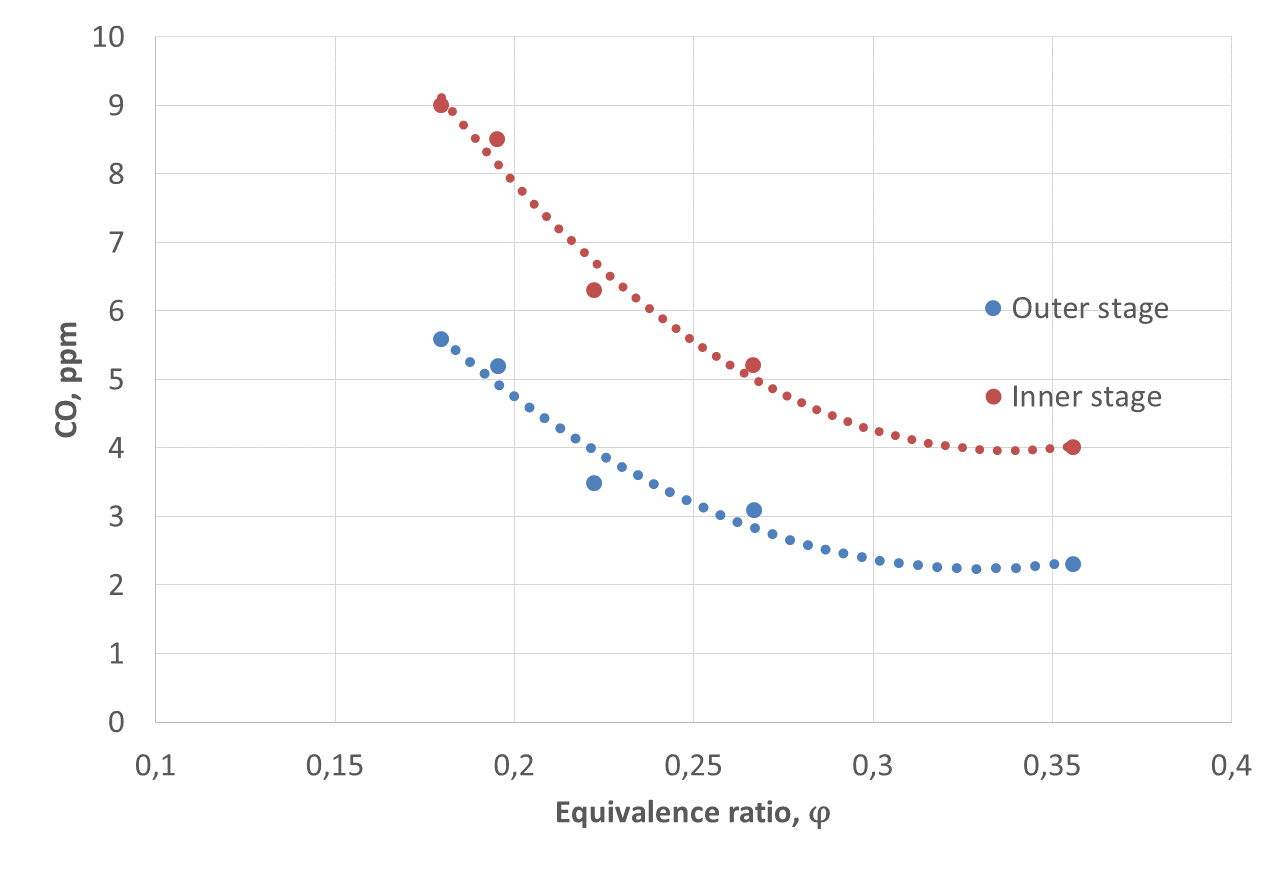 10
9
8
7
6
5
4
3
2
1
0
CO, ppm
Outer stage
Inner stage
0,1 0,15 0,2 0,25 0,3 0,35 0,4
Equivalence ratio, φ